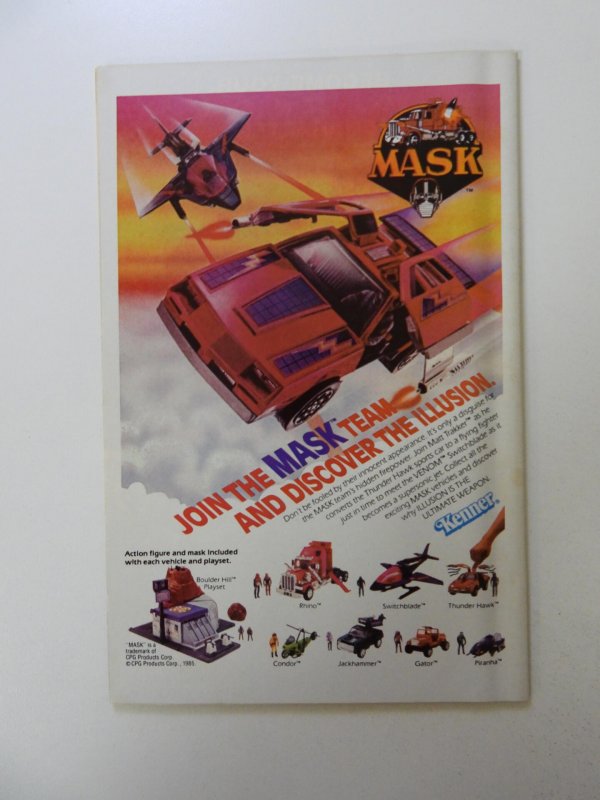 MASK
™
JOIN THE MASK™ TEAM
AND DISCOVER THE ILLUSION.
Don't be fooled by their innocent appearance. It's only a disguise for
the MASK team's hidden firepower. Join Matt Trakker™ as he
converts the Thunder Hawk sports car to a flying fighter
just in time to meet the VENOM™ Switchblade as it
becomes a supersonic jet. Collect all the
exciting MASK vehicles and discover
why ILLUSION IS THE
ULTIMATE WEAPON.
Kenner
Action figure and mask included
with each vehicle and playset.
Boulder Hill™
Playset
Rhino™
Switchblade™
Thunder Hawk™
Condor™
Jackhammer™
Gator™
Piranha™
"MASK" is a
trademark of
CPG Products Corp.
© CPG Products Corp., 1985.